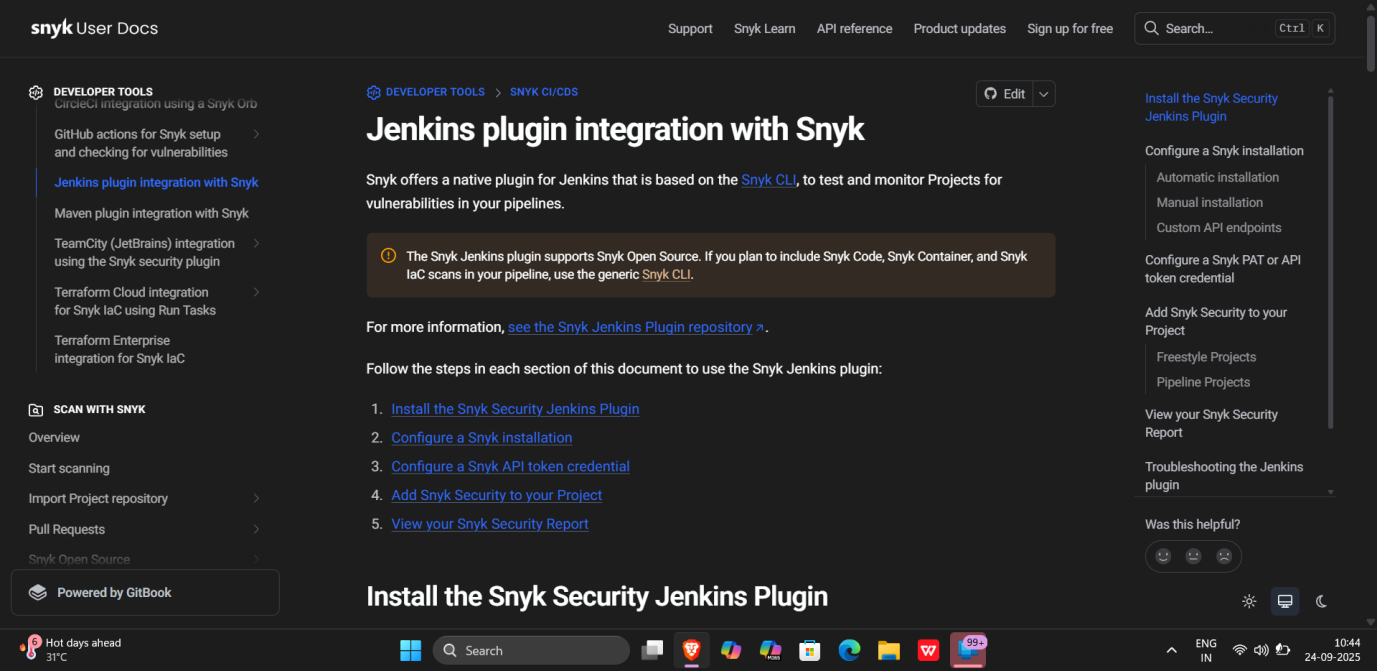 snyk User Docs
Support
Snyk Learn
API reference
Product updates
Sign up for free
Search...
Ctrl K
DEVELOPER TOOLS
CircleCI integration using a Snyk Orb
GitHub actions for Snyk setup
and checking for vulnerabilities
Jenkins plugin integration with Snyk
Maven plugin integration with Snyk
TeamCity (JetBrains) integration
using the Snyk security plugin
Terraform Cloud integration
for Snyk IaC using Run Tasks
Terraform Enterprise
integration for Snyk IaC
SCAN WITH SNYK
Overview
Start scanning
Import Project repository
Pull Requests
Snyk Open Source
Powered by GitBook
DEVELOPER TOOLS > SNYK CI/CDS
Edit
Jenkins plugin integration with Snyk
Snyk offers a native plugin for Jenkins that is based on the Snyk CLI, to test and monitor Projects for
vulnerabilities in your pipelines.
The Snyk Jenkins plugin supports Snyk Open Source. If you plan to include Snyk Code, Snyk Container, and Snyk
IaC scans in your pipeline, use the generic Snyk CLI.
For more information, see the Snyk Jenkins Plugin repository ↗.
Follow the steps in each section of this document to use the Snyk Jenkins plugin:
1. Install the Snyk Security Jenkins Plugin
2. Configure a Snyk installation
3. Configure a Snyk API token credential
4. Add Snyk Security to your Project
5. View your Snyk Security Report
Install the Snyk Security Jenkins Plugin
Install the Snyk Security
Jenkins Plugin
Configure a Snyk installation
Automatic installation
Manual installation
Custom API endpoints
Configure a Snyk PAT or API
token credential
Add Snyk Security to your
Project
Freestyle Projects
Pipeline Projects
View your Snyk Security
Report
Troubleshooting the Jenkins
plugin
Was this helpful?
6
Hot days ahead
31°C
Search
M365
W
99+
ENG
IN
10:44
24-09-2025